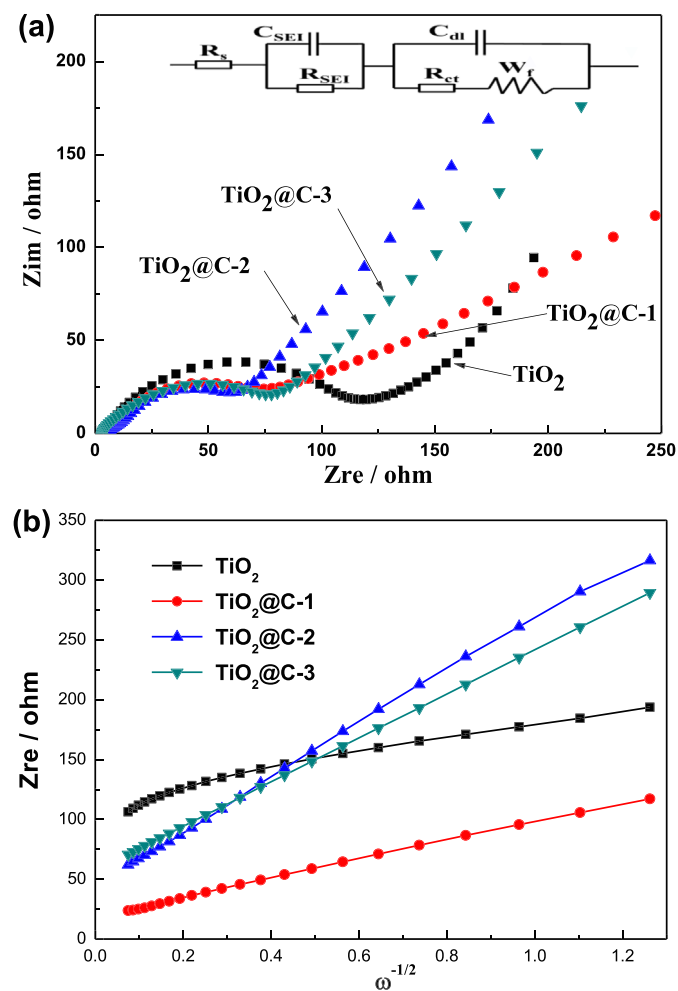 (a)
C_SEI
R_s
R_SEI
C_dl
R_ct
W_f
Zim / ohm
200
150
100
50
0
TiO₂@C-3
TiO₂@C-2
TiO₂@C-1
TiO₂
0 50 100 150 200 250
Zre / ohm
(b)
Zre / ohm
350
300
250
200
150
100
50
0
TiO₂
TiO₂@C-1
TiO₂@C-2
TiO₂@C-3
0.0 0.2 0.4 0.6 0.8 1.0 1.2
ω^-1/2